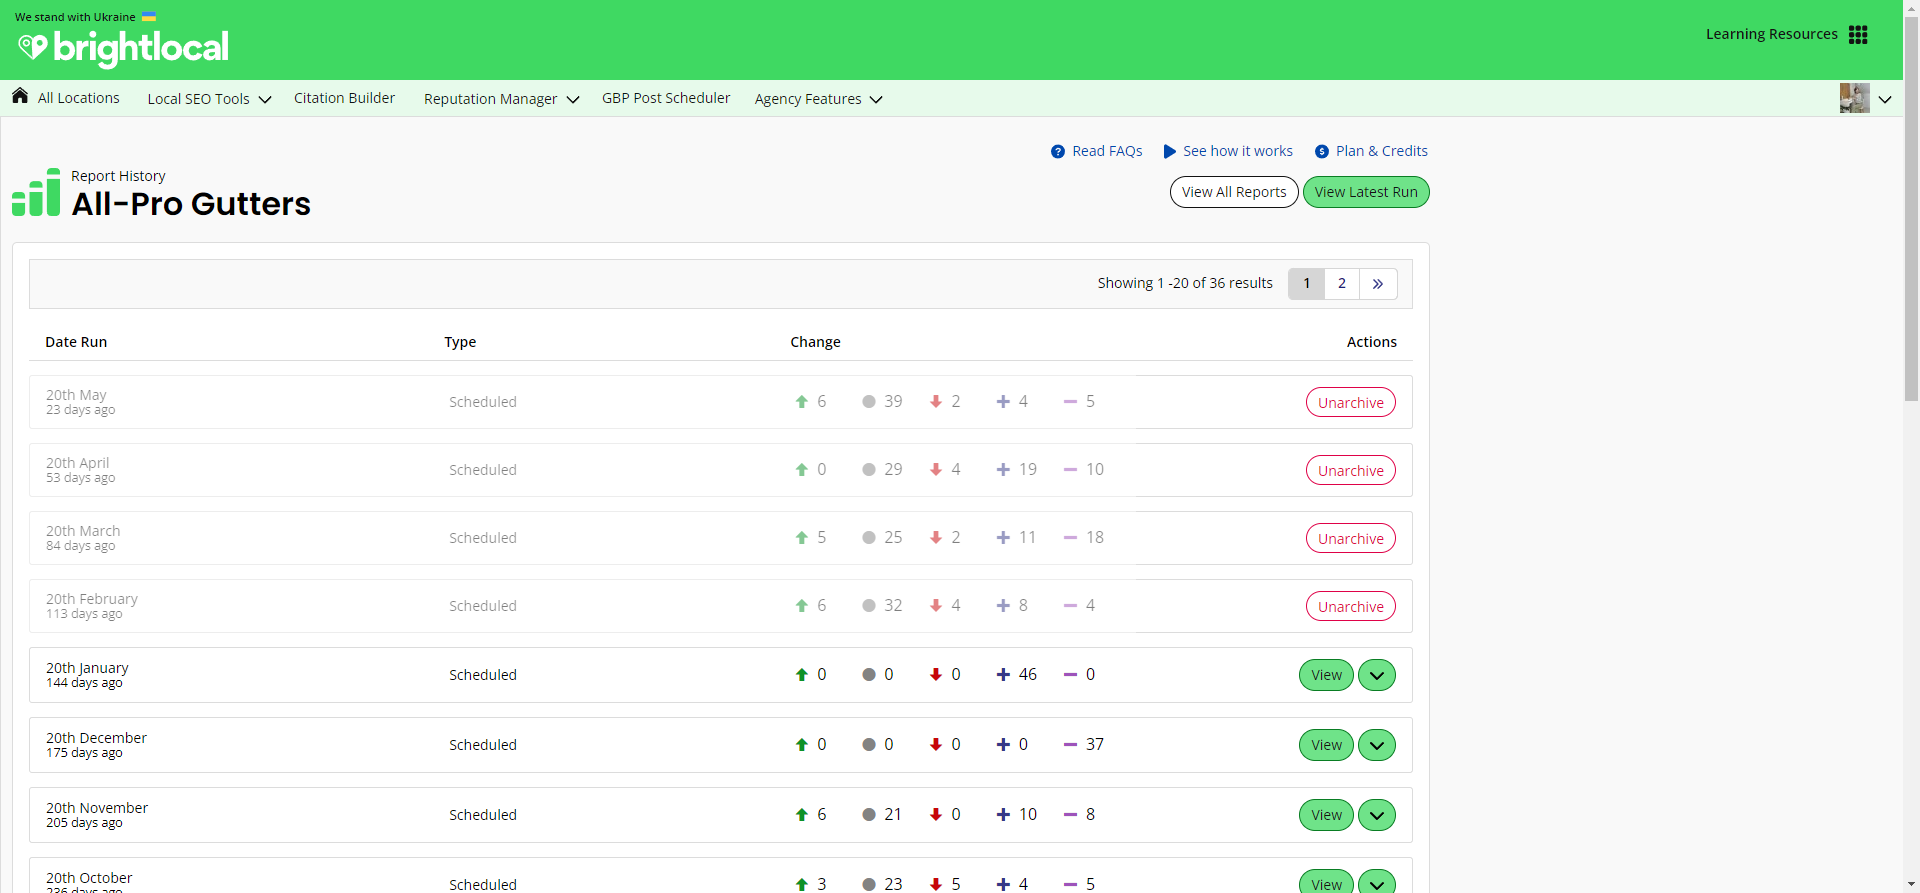 We stand with Ukraine
brightlocal
Learning Resources
All Locations Local SEO Tools Citation Builder Reputation Manager GBP Post Scheduler Agency Features
Read FAQs See how it works Plan & Credits
Report History
All-Pro Gutters
View All Reports View Latest Run
Showing 1 -20 of 36 results 1 2 »
Date Run Type Change Actions
20th May
23 days ago
Scheduled 6 39 2 4 5 Unarchive
20th April
53 days ago
Scheduled 0 29 4 19 10 Unarchive
20th March
84 days ago
Scheduled 5 25 2 11 18 Unarchive
20th February
113 days ago
Scheduled 6 32 4 8 4 Unarchive
20th January
144 days ago
Scheduled 0 0 0 46 0 View
20th December
175 days ago
Scheduled 0 0 0 0 37 View
20th November
205 days ago
Scheduled 6 21 0 10 8 View
20th October
236 days ago
Scheduled 3 23 5 4 5 View